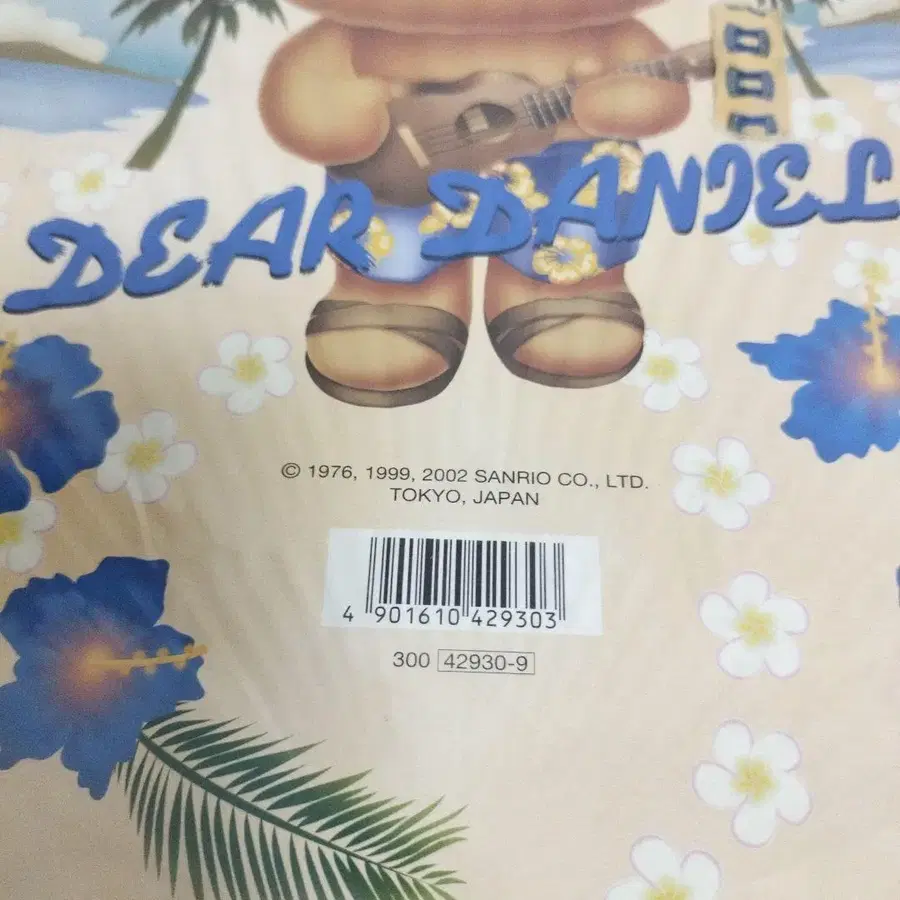 DEAR DANIEL
© 1976, 1999, 2002 SANRIO CO., LTD.
TOKYO, JAPAN
4 901610 429303
300 42930-9